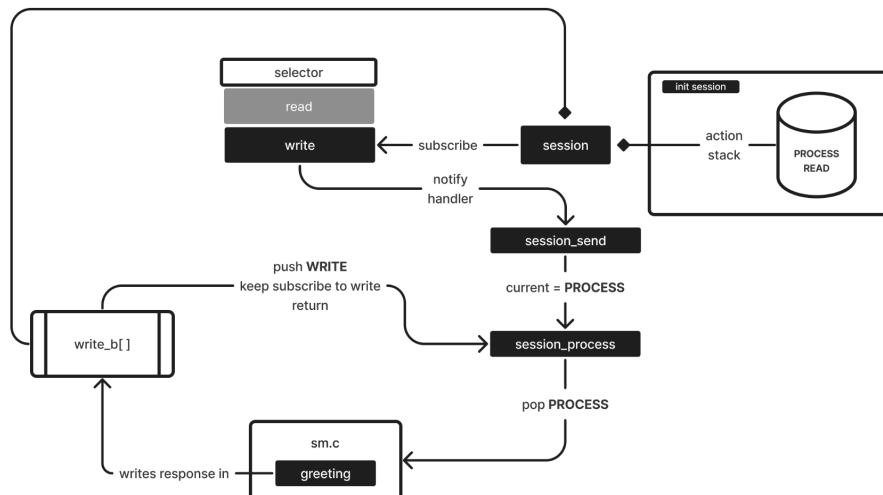 selector
read
write
subscribe
session
init session
action
stack
PROCESS
READ
notify
handler
session_send
current = PROCESS
push WRITE
keep subscribe to write
return
session_process
write_b[ ]
pop PROCESS
sm.c
greeting
writes response in